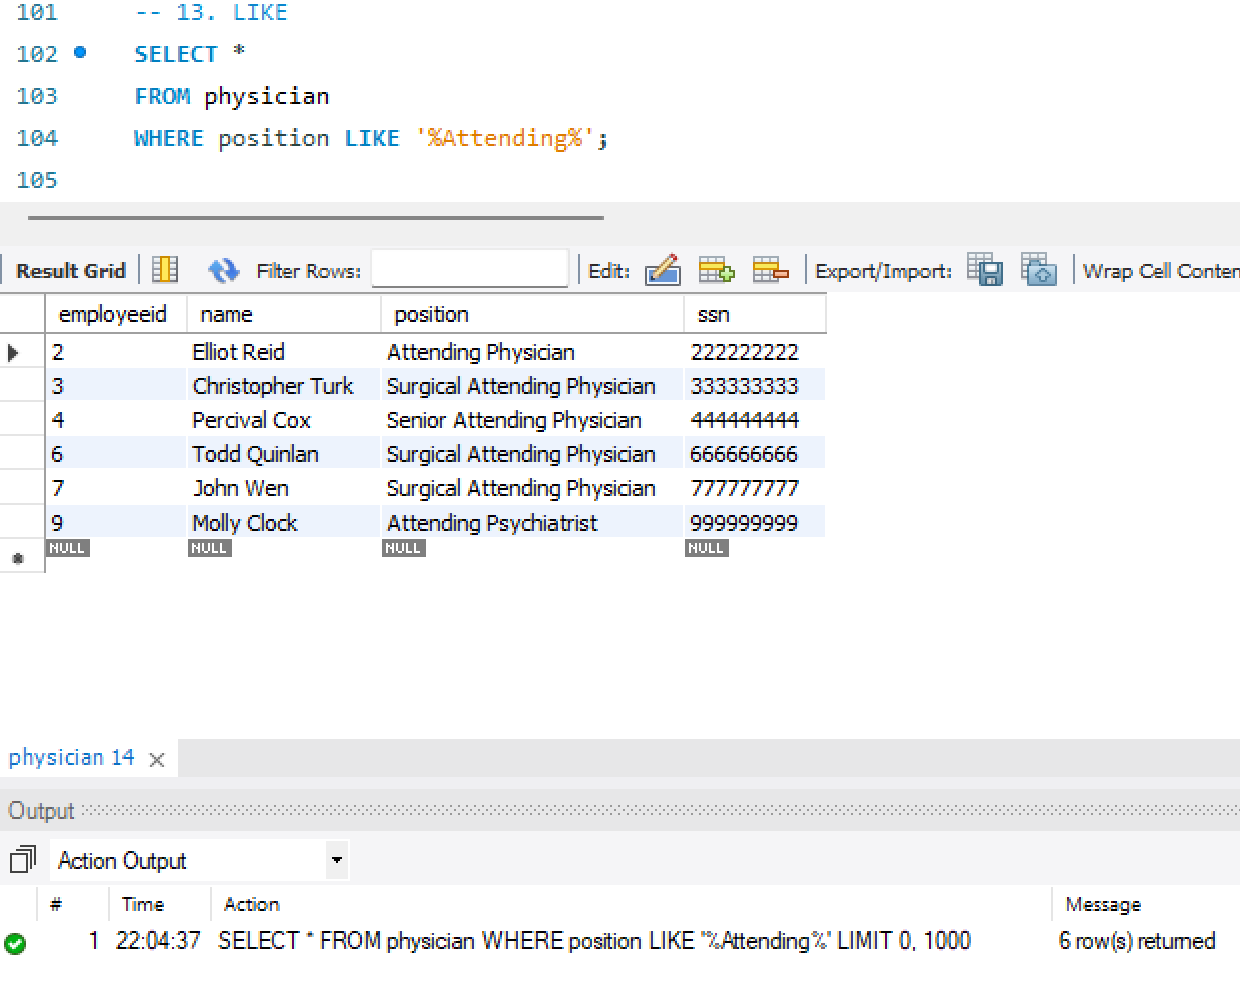 101 -- 13. LIKE
102 SELECT *
103 FROM physician
104 WHERE position LIKE '%Attending%';
105
Result Grid Filter Rows: Edit: Export/Import: Wrap Cell Conten
employeeid name position ssn
2 Elliot Reid Attending Physician 222222222
3 Christopher Turk Surgical Attending Physician 333333333
4 Percival Cox Senior Attending Physician 444444444
6 Todd Quinlan Surgical Attending Physician 666666666
7 John Wen Surgical Attending Physician 777777777
9 Molly Clock Attending Psychiatrist 999999999
NULL NULL NULL NULL
physician 14
Output
Action Output
# Time Action Message
1 22:04:37 SELECT * FROM physician WHERE position LIKE '%Attending%' LIMIT 0, 1000 6 row(s) returned